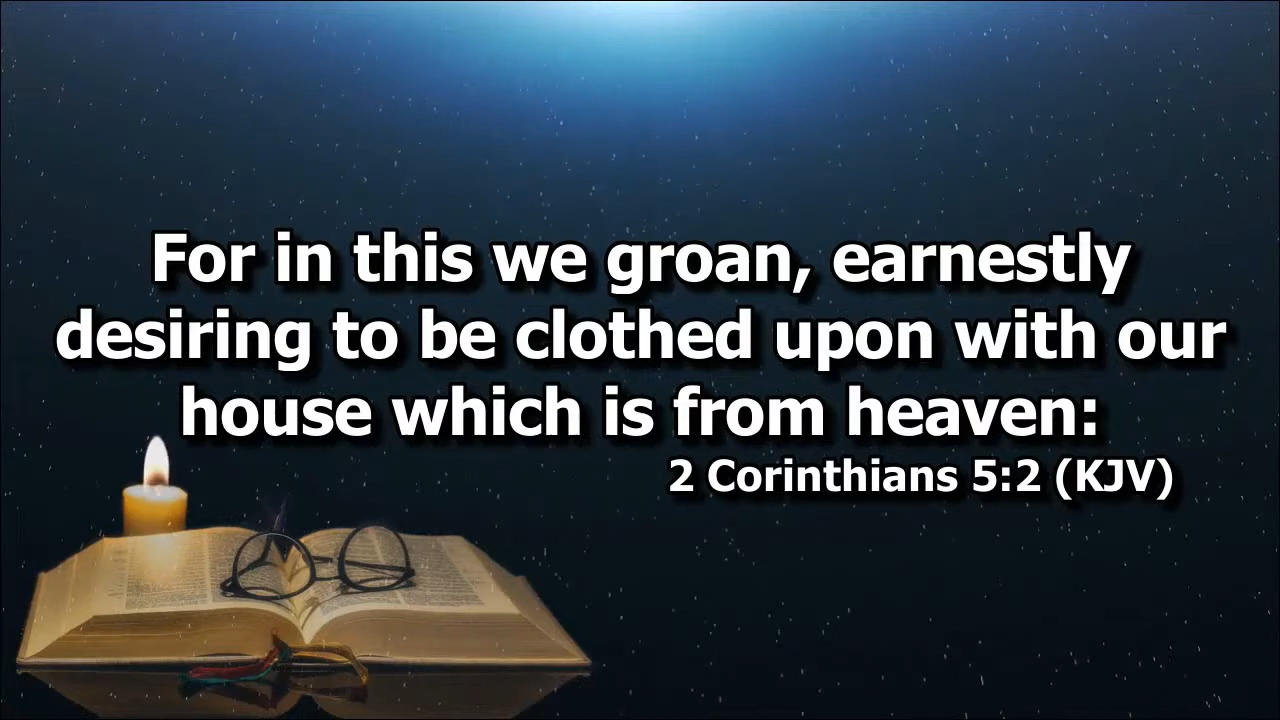 For in this we groan, earnestly
desiring to be clothed upon with our
house which is from heaven:
2 Corinthians 5:2 (KJV)